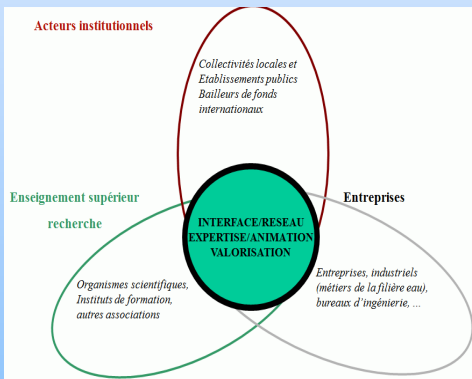 Acteurs institutionnels
Collectivités locales et
Etablissements publics
Bailleurs de fonds
internationaux
Enseignement supérieur
recherche
Entreprises
INTERFACE/RESEAU
EXPERTISE/ANIMATION
VALORISATION
Organismes scientifiques,
Instituts de formation,
autres associations
Entreprises, industriels
(métiers de la filière eau),
bureaux d'ingénierie, ...